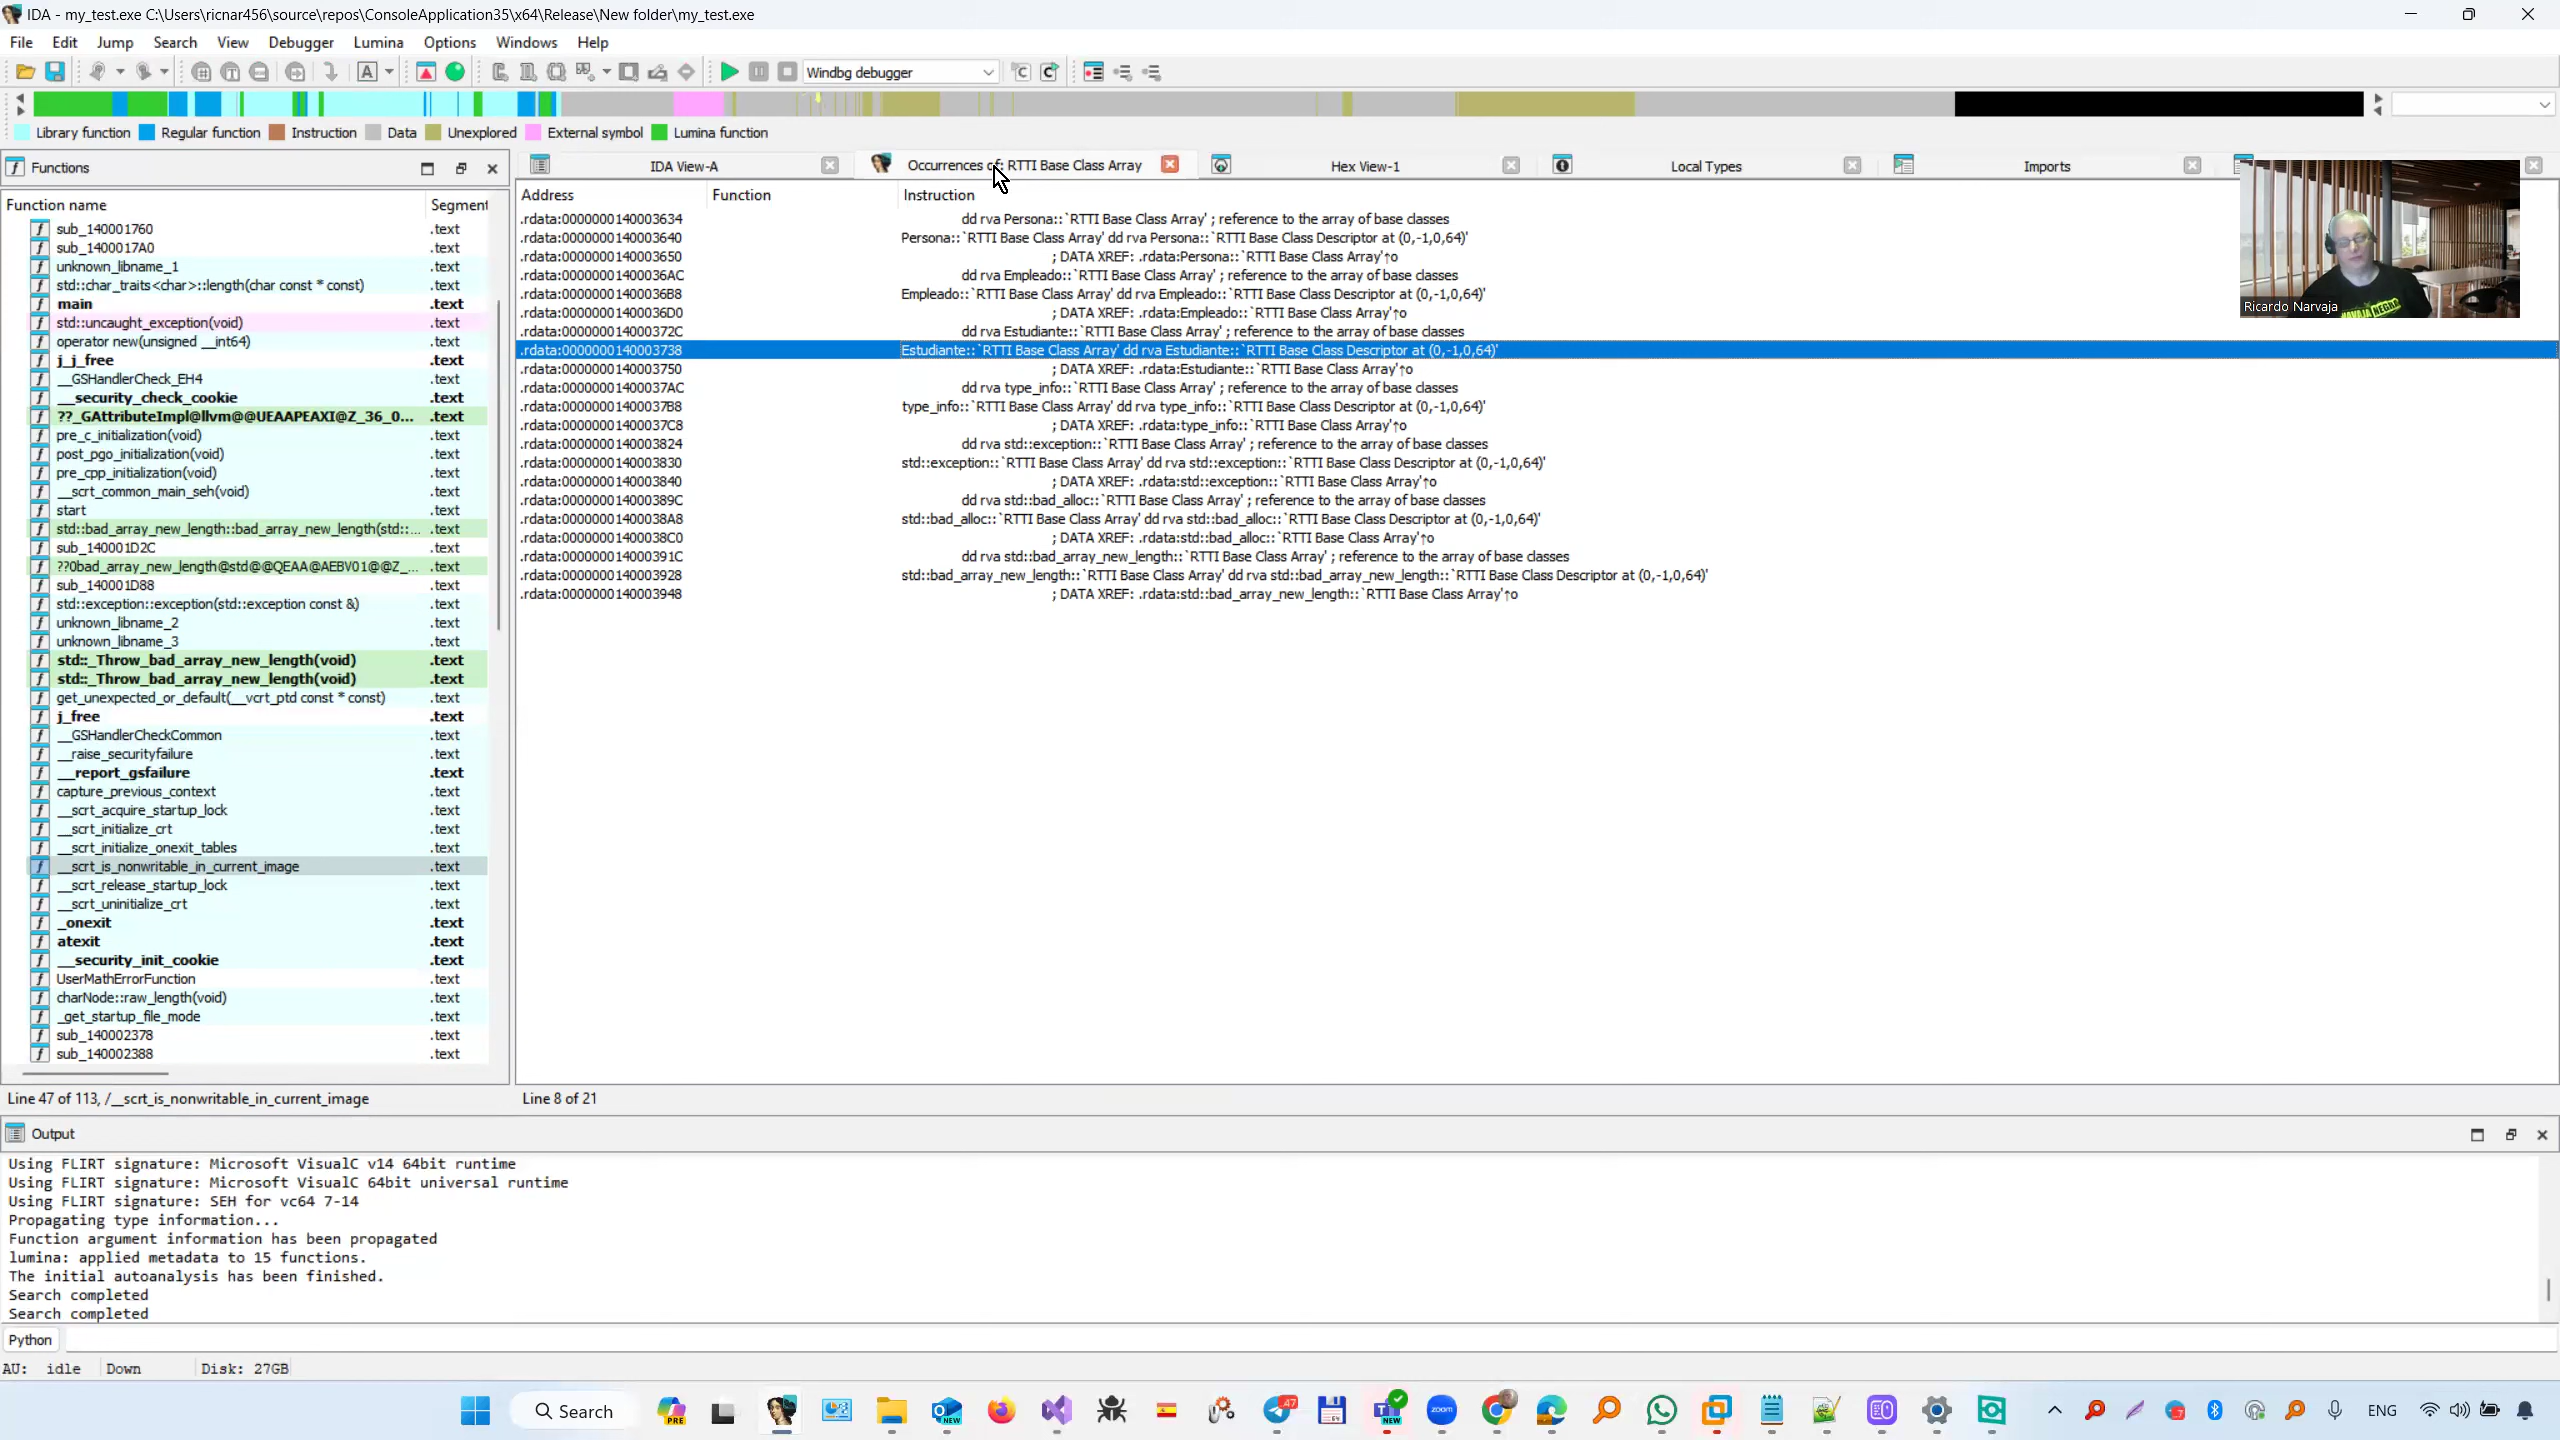 IDA - my_test.exe C:\Users\ricnar456\source\repos\ConsoleApplication35\x64\Release\New folder\my_test.exe
File Edit Jump Search View Debugger Lumina Options Windows Help
Windbg debugger
Library function Regular function Instruction Data Unexplored External symbol Lumina function
Functions
Function name Segment
sub_140001760 .text
sub_1400017A0 .text
unknown_libname_1 .text
std::char_traits<char>::length(char const * const) .text
main .text
std::uncaught_exception(void) .text
operator new(unsigned __int64) .text
j_j_free .text
__GSHandlerCheck_EH4 .text
__security_check_cookie .text
??_GAttributeImpl@llvm@@UEAAPEAXI@Z_36_0... .text
pre_c_initialization(void) .text
post_pgo_initialization(void) .text
pre_cpp_initialization(void) .text
__scrt_common_main_seh(void) .text
start .text
std::bad_array_new_length::bad_array_new_length(std::... .text
sub_140001D2C .text
??0bad_array_new_length@std@@QEAA@AEBV01@@Z_... .text
sub_140001D88 .text
std::exception::exception(std::exception const &) .text
unknown_libname_2 .text
unknown_libname_3 .text
std::_Throw_bad_array_new_length(void) .text
std::_Throw_bad_array_new_length(void) .text
get_unexpected_or_default(__vcrt_ptd const * const) .text
j_free .text
__GSHandlerCheckCommon .text
__raise_securityfailure .text
__report_gsfailure .text
capture_previous_context .text
__scrt_acquire_startup_lock .text
__scrt_initialize_crt .text
__scrt_initialize_onexit_tables .text
__scrt_is_nonwritable_in_current_image .text
__scrt_release_startup_lock .text
__scrt_uninitialize_crt .text
_onexit .text
atexit .text
__security_init_cookie .text
UserMathErrorFunction .text
charNode::raw_length(void) .text
_get_startup_file_mode .text
sub_140002378 .text
sub_140002388 .text
Line 47 of 113, /__scrt_is_nonwritable_in_current_image
IDA View-A Occurrences of: RTTI Base Class Array Hex View-1 Local Types Imports
Address Function Instruction
.rdata:0000000140003634 dd rva Persona::`RTTI Base Class Array' ; reference to the array of base classes
.rdata:0000000140003640 Persona::`RTTI Base Class Array' dd rva Persona::`RTTI Base Class Descriptor at (0,-1,0,64)'
.rdata:0000000140003650 ; DATA XREF: .rdata:Persona::`RTTI Base Class Array'↑o
.rdata:00000001400036AC dd rva Empleado::`RTTI Base Class Array' ; reference to the array of base classes
.rdata:00000001400036B8 Empleado::`RTTI Base Class Array' dd rva Empleado::`RTTI Base Class Descriptor at (0,-1,0,64)'
.rdata:00000001400036D0 ; DATA XREF: .rdata:Empleado::`RTTI Base Class Array'↑o
.rdata:000000014000372C dd rva Estudiante::`RTTI Base Class Array' ; reference to the array of base classes
.rdata:0000000140003738 Estudiante::`RTTI Base Class Array' dd rva Estudiante::`RTTI Base Class Descriptor at (0,-1,0,64)'
.rdata:0000000140003750 ; DATA XREF: .rdata:Estudiante::`RTTI Base Class Array'↑o
.rdata:00000001400037AC dd rva type_info::`RTTI Base Class Array' ; reference to the array of base classes
.rdata:00000001400037B8 type_info::`RTTI Base Class Array' dd rva type_info::`RTTI Base Class Descriptor at (0,-1,0,64)'
.rdata:00000001400037C8 ; DATA XREF: .rdata:type_info::`RTTI Base Class Array'↑o
.rdata:0000000140003824 dd rva std::exception::`RTTI Base Class Array' ; reference to the array of base classes
.rdata:0000000140003830 std::exception::`RTTI Base Class Array' dd rva std::exception::`RTTI Base Class Descriptor at (0,-1,0,64)'
.rdata:0000000140003840 ; DATA XREF: .rdata:std::exception::`RTTI Base Class Array'↑o
.rdata:000000014000389C dd rva std::bad_alloc::`RTTI Base Class Array' ; reference to the array of base classes
.rdata:00000001400038A8 std::bad_alloc::`RTTI Base Class Array' dd rva std::bad_alloc::`RTTI Base Class Descriptor at (0,-1,0,64)'
.rdata:00000001400038C0 ; DATA XREF: .rdata:std::bad_alloc::`RTTI Base Class Array'↑o
.rdata:000000014000391C dd rva std::bad_array_new_length::`RTTI Base Class Array' ; reference to the array of base classes
.rdata:0000000140003928 std::bad_array_new_length::`RTTI Base Class Array' dd rva std::bad_array_new_length::`RTTI Base Class Descriptor at (0,-1,0,64)'
.rdata:0000000140003948 ; DATA XREF: .rdata:std::bad_array_new_length::`RTTI Base Class Array'↑o
Line 8 of 21
Ricardo Narvaja
Output
Using FLIRT signature: Microsoft VisualC v14 64bit runtime
Using FLIRT signature: Microsoft VisualC 64bit universal runtime
Using FLIRT signature: SEH for vc64 7-14
Propagating type information...
Function argument information has been propagated
lumina: applied metadata to 15 functions.
The initial autoanalysis has been finished.
Search completed
Search completed
Python
AU: idle Down Disk: 27GB
Search
PRE
NEW
47
NEW
zoom
ENG